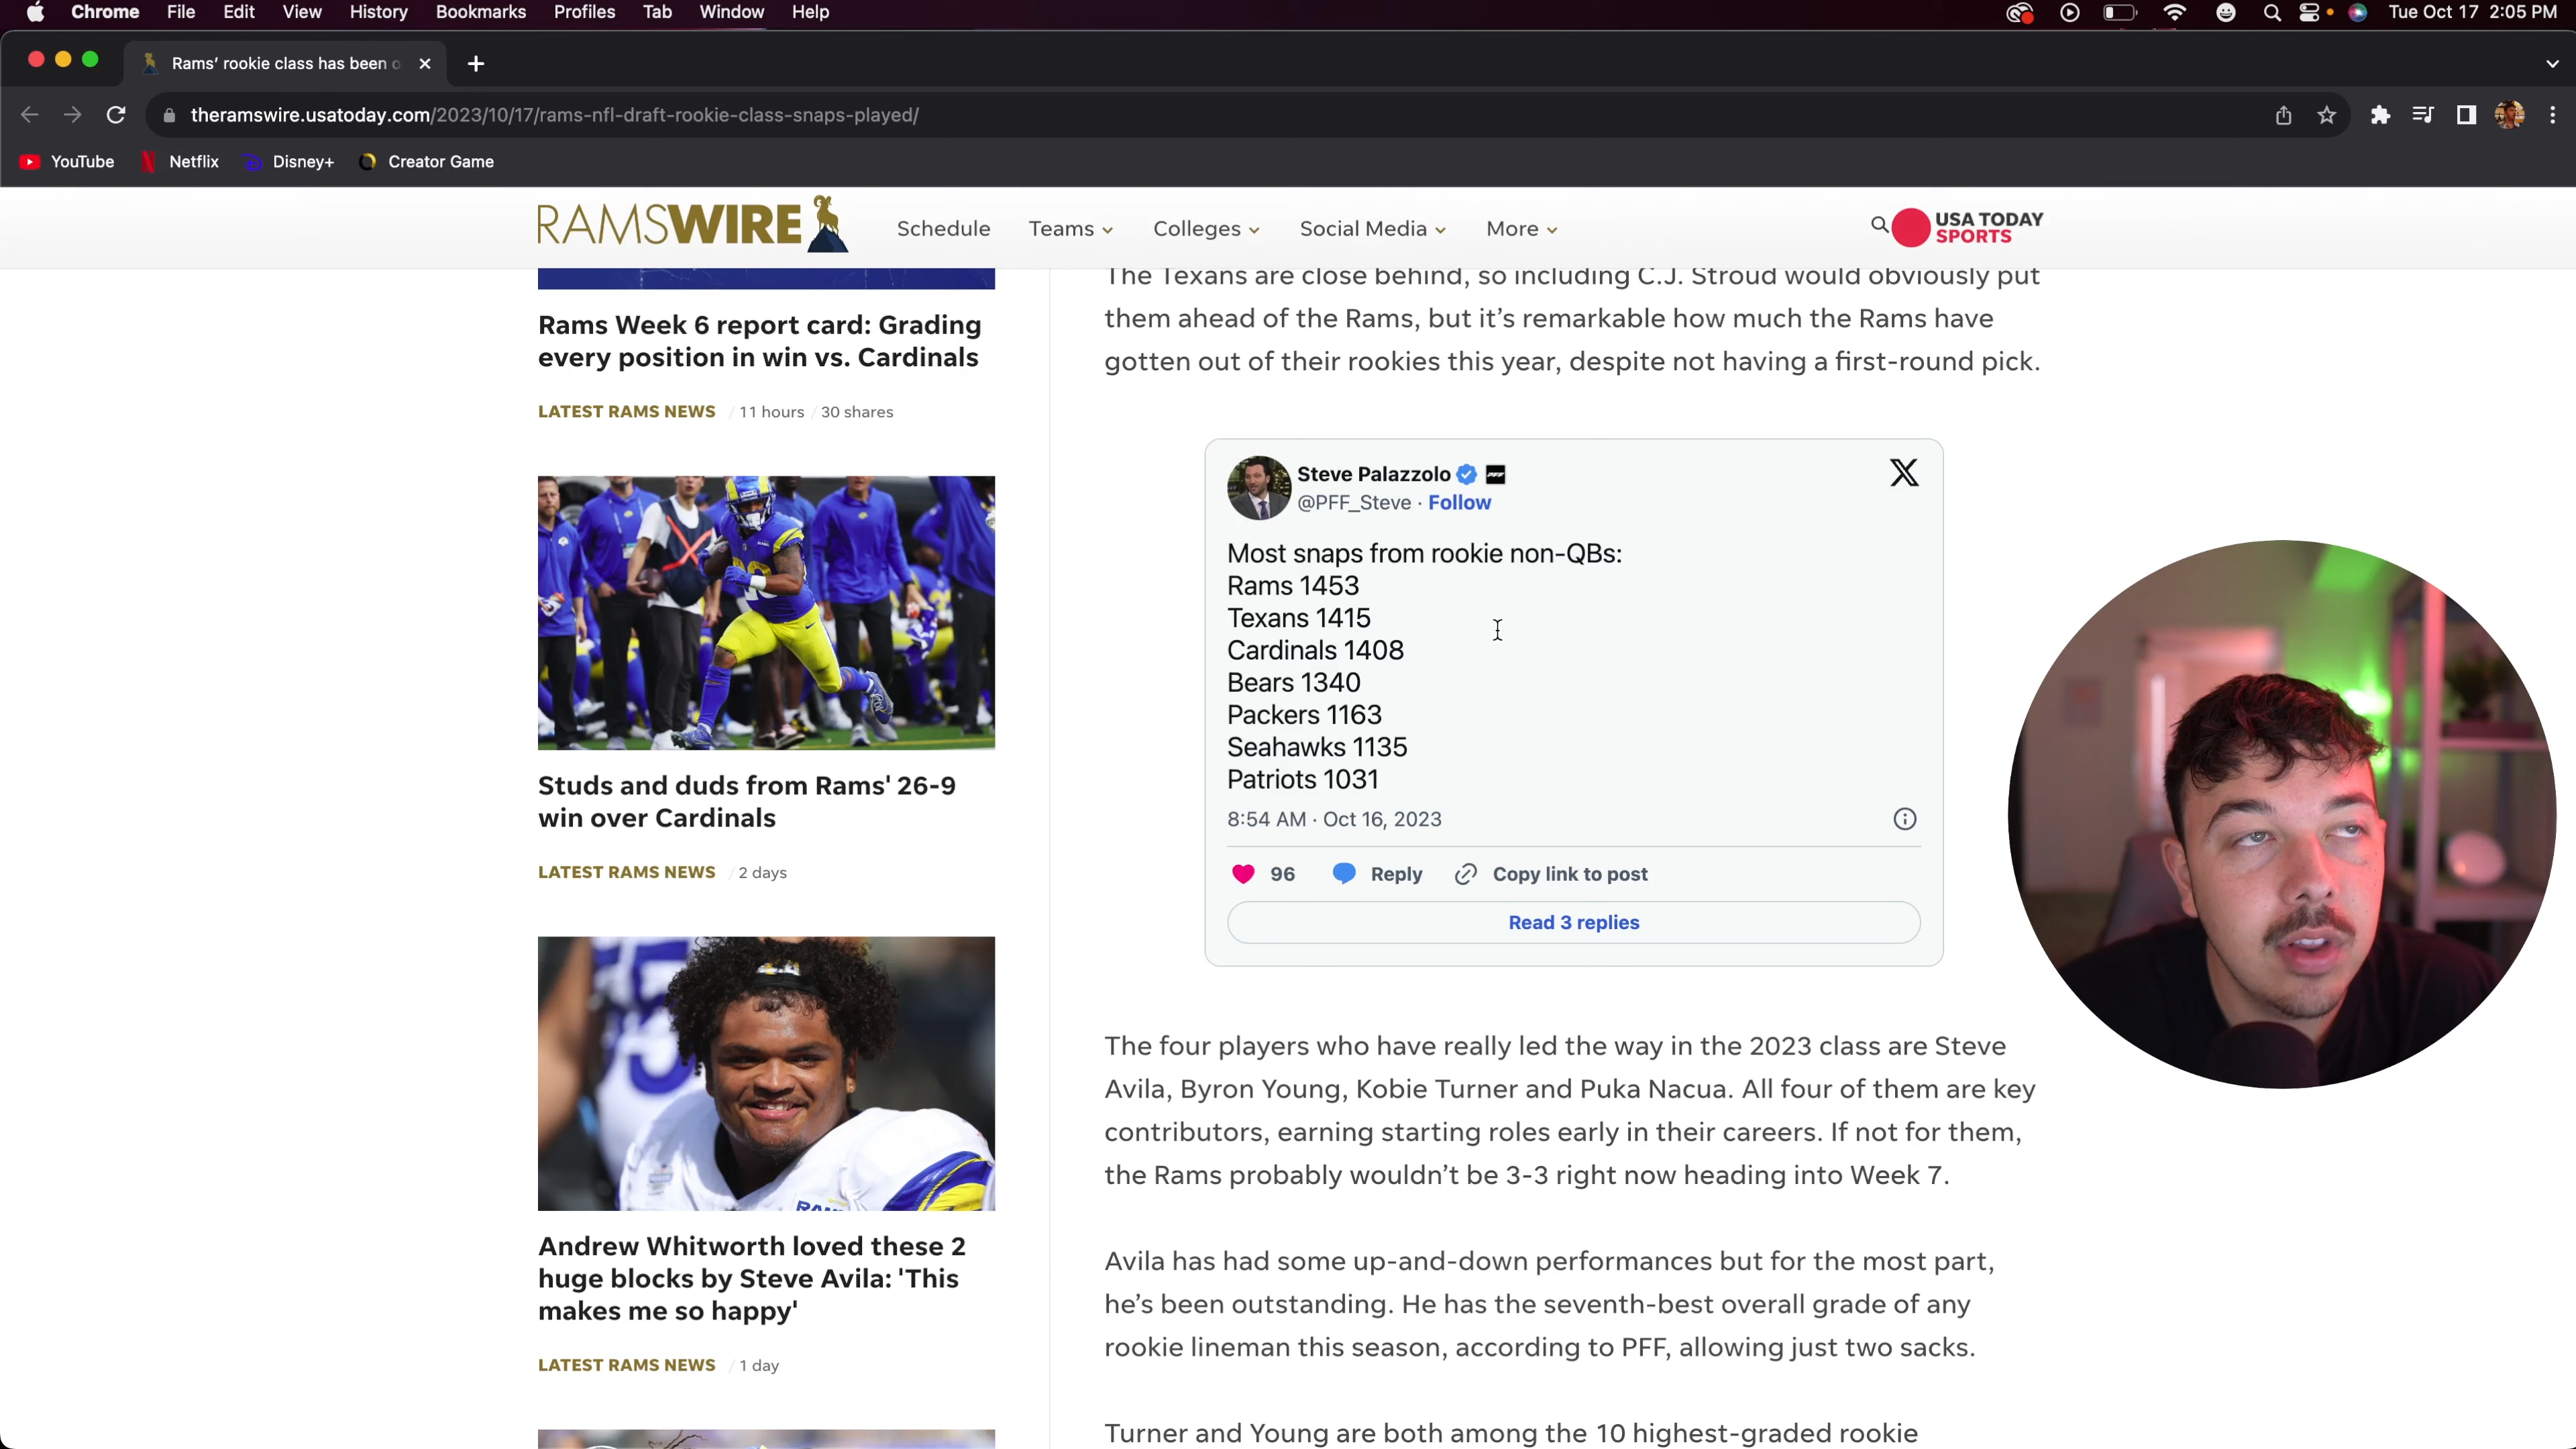 Chrome File Edit View History Bookmarks Profiles Tab Window Help
Tue Oct 17 2:05 PM
Rams' rookie class has been o
theramswire.usatoday.com/2023/10/17/rams-nfl-draft-rookie-class-snaps-played/
YouTube Netflix Disney+ Creator Game
RAMSWIRE
Schedule Teams Colleges Social Media More
USA TODAY
SPORTS
Rams Week 6 report card: Grading
every position in win vs. Cardinals
LATEST RAMS NEWS / 11 hours / 30 shares
Studs and duds from Rams' 26-9
win over Cardinals
LATEST RAMS NEWS / 2 days
Andrew Whitworth loved these 2
huge blocks by Steve Avila: 'This
makes me so happy'
LATEST RAMS NEWS / 1 day
The Texans are close behind, so including C.J. Stroud would obviously put
them ahead of the Rams, but it’s remarkable how much the Rams have
gotten out of their rookies this year, despite not having a first-round pick.
Steve Palazzolo
@PFF_Steve · Follow
Most snaps from rookie non-QBs:
Rams 1453
Texans 1415
Cardinals 1408
Bears 1340
Packers 1163
Seahawks 1135
Patriots 1031
8:54 AM · Oct 16, 2023
96 Reply Copy link to post
Read 3 replies
The four players who have really led the way in the 2023 class are Steve
Avila, Byron Young, Kobie Turner and Puka Nacua. All four of them are key
contributors, earning starting roles early in their careers. If not for them,
the Rams probably wouldn’t be 3-3 right now heading into Week 7.
Avila has had some up-and-down performances but for the most part,
he’s been outstanding. He has the seventh-best overall grade of any
rookie lineman this season, according to PFF, allowing just two sacks.
Turner and Young are both among the 10 highest-graded rookie